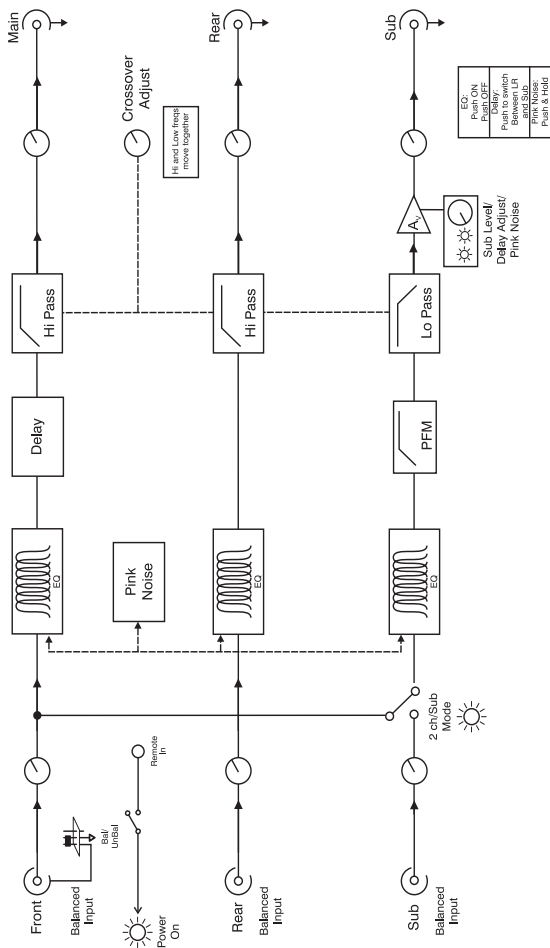 Front
Balanced
Input
Bal/
UnBal
Remote
In
Power
On
EQ
Delay
Hi Pass
Main
Pink
Noise
Crossover
Adjust
Hi and Low freqs
move together
Rear
Balanced
Input
EQ
Hi Pass
Rear
Sub
Balanced
Input
2 ch/Sub
Mode
EQ
PFM
Lo Pass
Av
Sub Level/
Delay Adjust/
Pink Noise
Sub
EQ:
Push ON
Push OFF
Delay:
Push to switch
Between LR
and Sub
Pink Noise:
Push & Hold